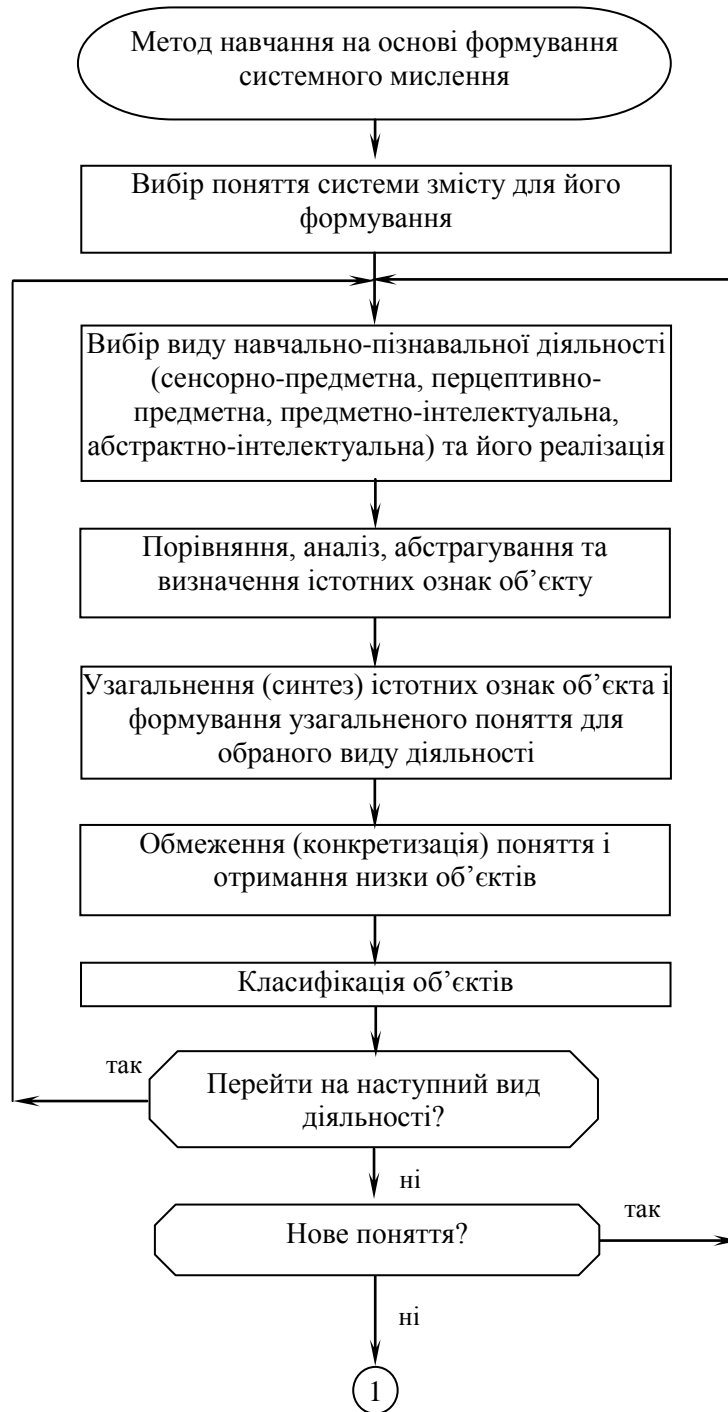 Метод навчання на основі формування
системного мислення
Вибір поняття системи змісту для його
формування
Вибір виду навчально-пізнавальної діяльності
(сенсорно-предметна, перцептивно-
предметна, предметно-інтелектуальна,
абстрактно-інтелектуальна) та його реалізація
Порівняння, аналіз, абстрагування та
визначення істотних ознак об’єкту
Узагальнення (синтез) істотних ознак об’єкта і
формування узагальненого поняття для
обраного виду діяльності
Обмеження (конкретизація) поняття і
отримання низки об’єктів
Класифікація об’єктів
так
Перейти на наступний вид
діяльності?
ні
Нове поняття?
так
ні
1